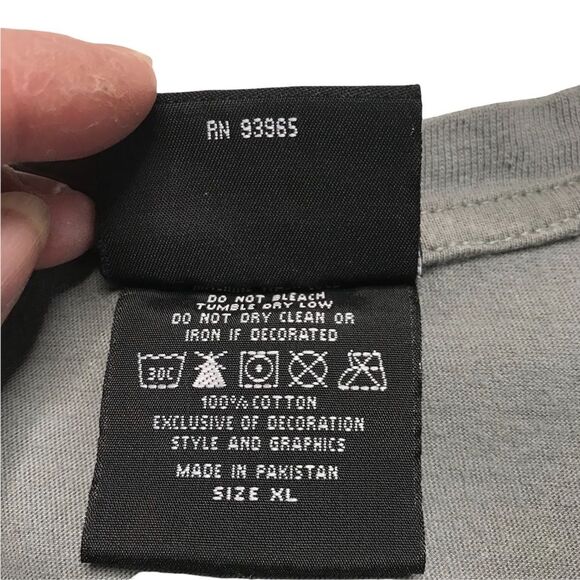 RN 93965
DO NOT BLEACH
TUMBLE DRY LOW
DO NOT DRY CLEAN OR
IRON IF DECORATED
30C
100% COTTON
EXCLUSIVE OF DECORATION
STYLE AND GRAPHICS
MADE IN PAKISTAN
SIZE XL